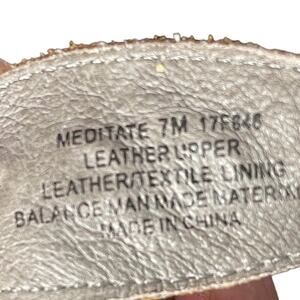 MEDITATE 7M 17F646
LEATHER UPPER
LEATHER/TEXTILE LINING
BALANCE MAN MADE MATERIAL
MADE IN CHINA